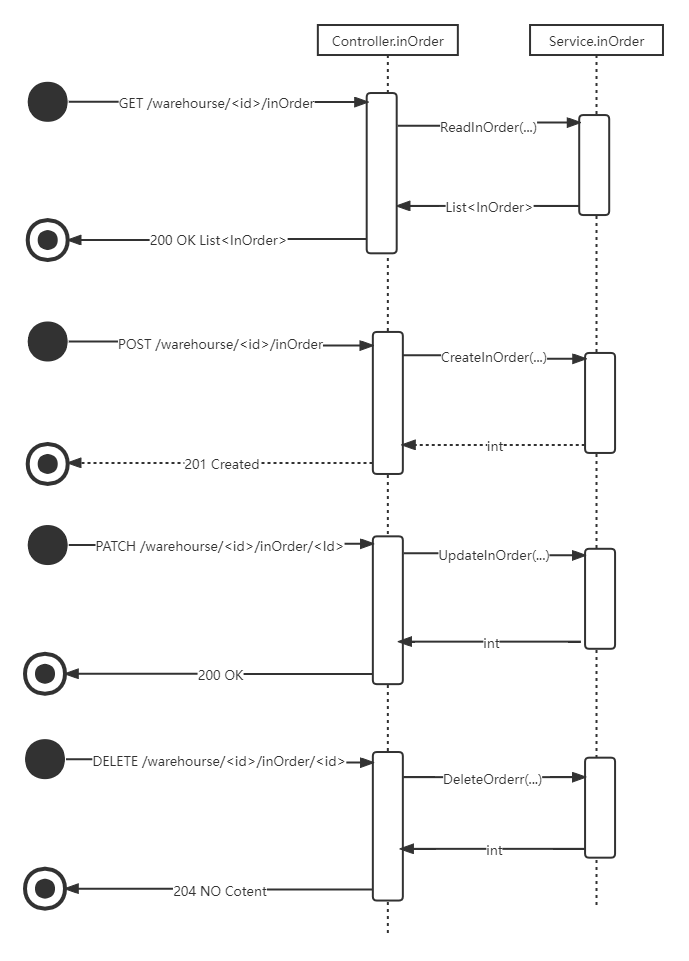 Controller.inOrder
Service.inOrder
GET /warehourse/<id>/inOrder
ReadInOrder(...)
List<InOrder>
200 OK List<InOrder>
POST /warehourse/<id>/inOrder
CreateInOrder(...)
int
201 Created
PATCH /warehourse/<id>/inOrder/<Id>
UpdateInOrder(...)
int
200 OK
DELETE /warehourse/<id>/inOrder/<id>
DeleteOrderr(...)
int
204 NO Cotent